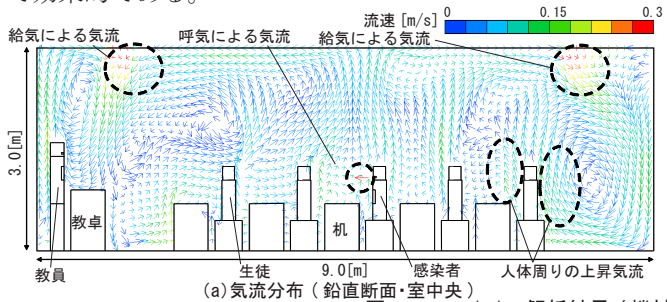 流速 [m/s] 0 0.15 0.3
給気による気流
呼気による気流
給気による気流
3.0[m]
教卓
机
教員
生徒
9.0[m]
感染者
人体周りの上昇気流
(a)気流分布 ( 鉛直断面・室中央 )